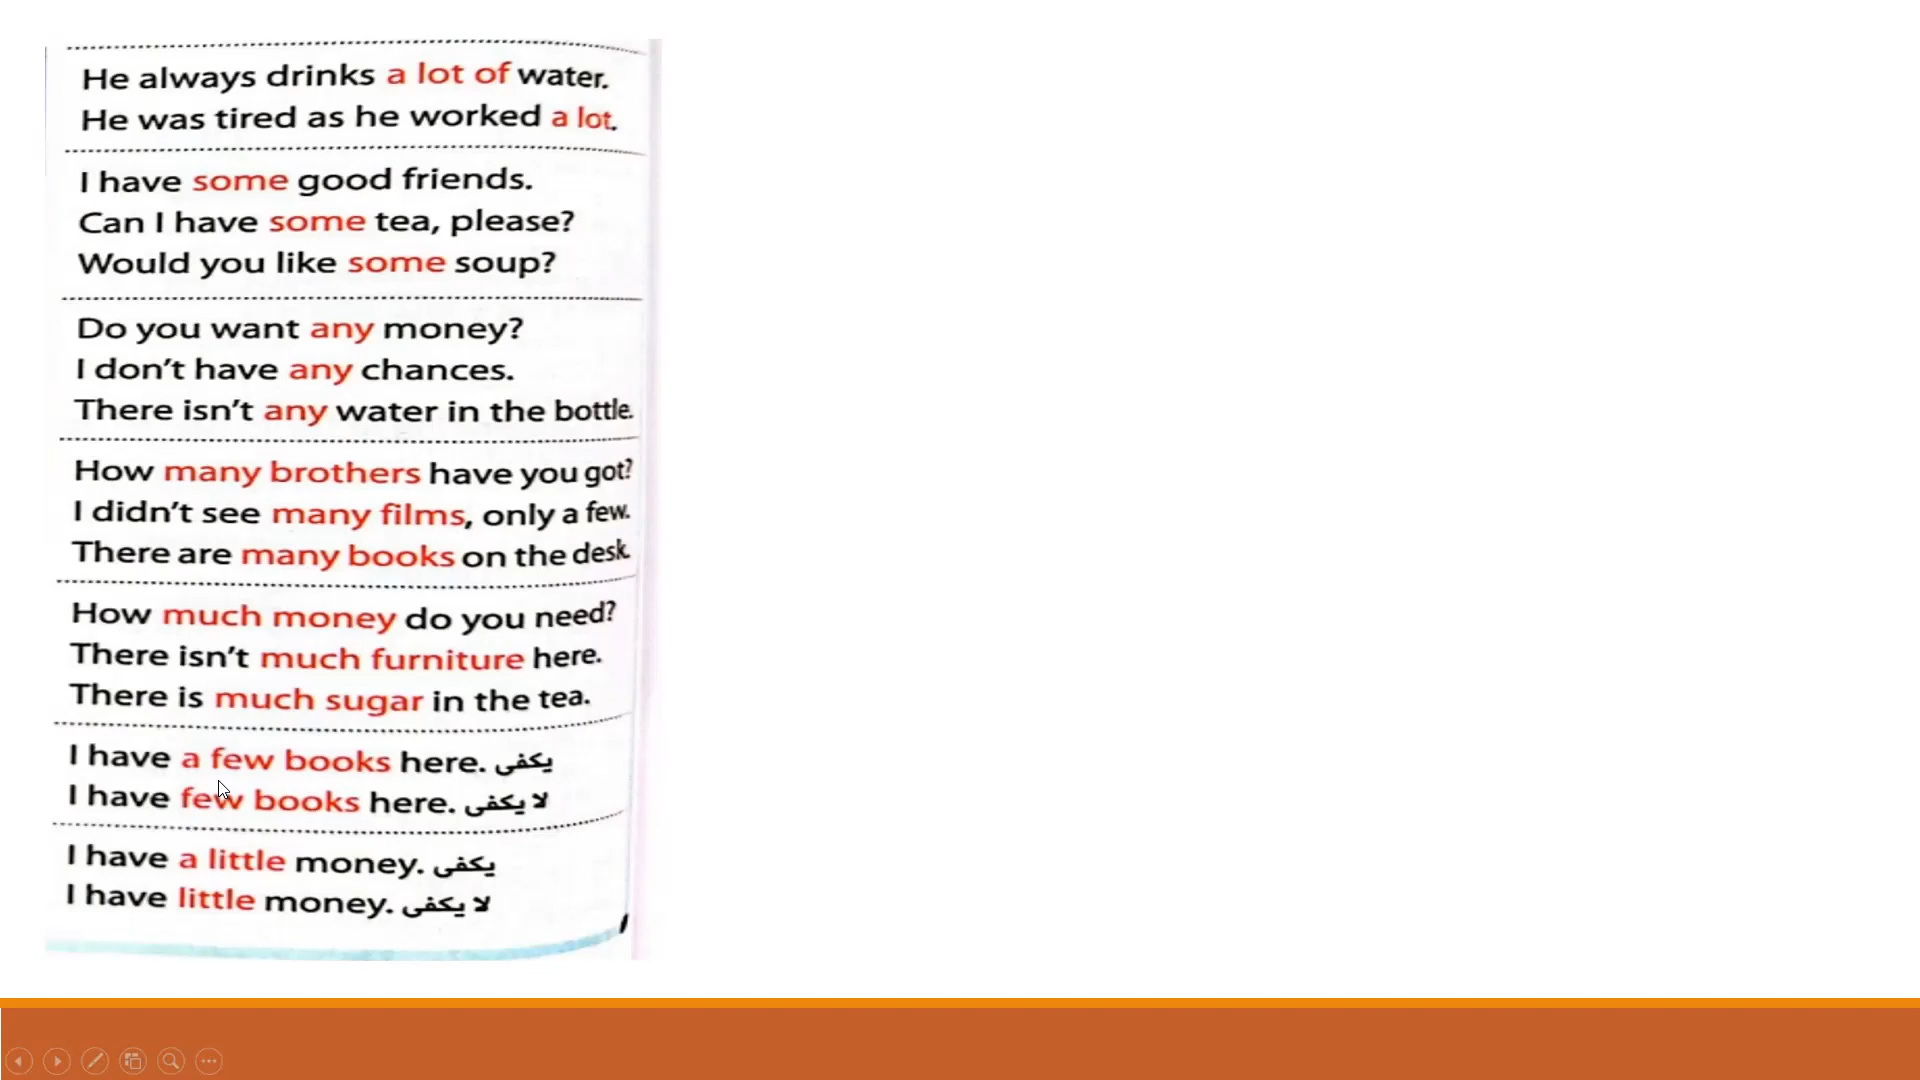 He always drinks a lot of water.
He was tired as he worked a lot.
I have some good friends.
Can I have some tea, please?
Would you like some soup?
Do you want any money?
I don't have any chances.
There isn't any water in the bottle.
How many brothers have you got?
I didn't see many films, only a few.
There are many books on the desk.
How much money do you need?
There isn't much furniture here.
There is much sugar in the tea.
I have a few books here. يكفى
I have few books here. لا يكفى
I have a little money. يكفى
I have little money. لا يكفى